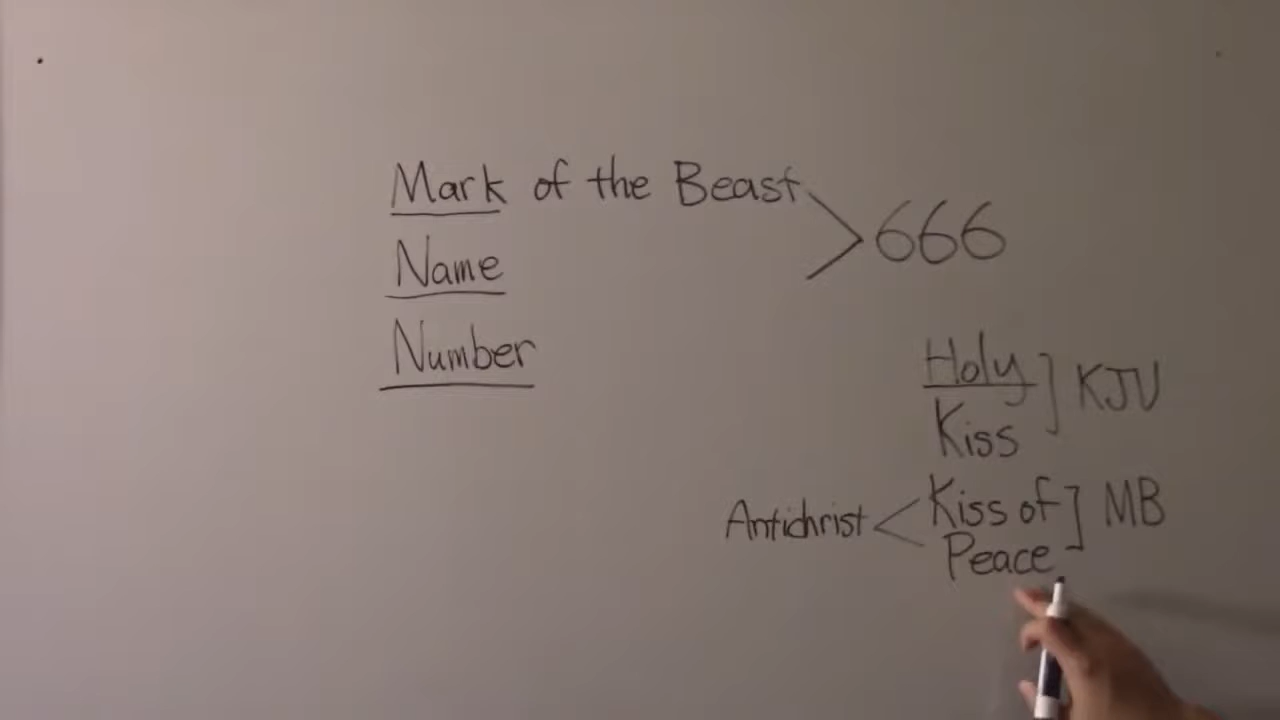 Mark of the Beast
666
Name
Number
Holy
Kiss
KJV
Antichrist
Kiss of
Peace
MB